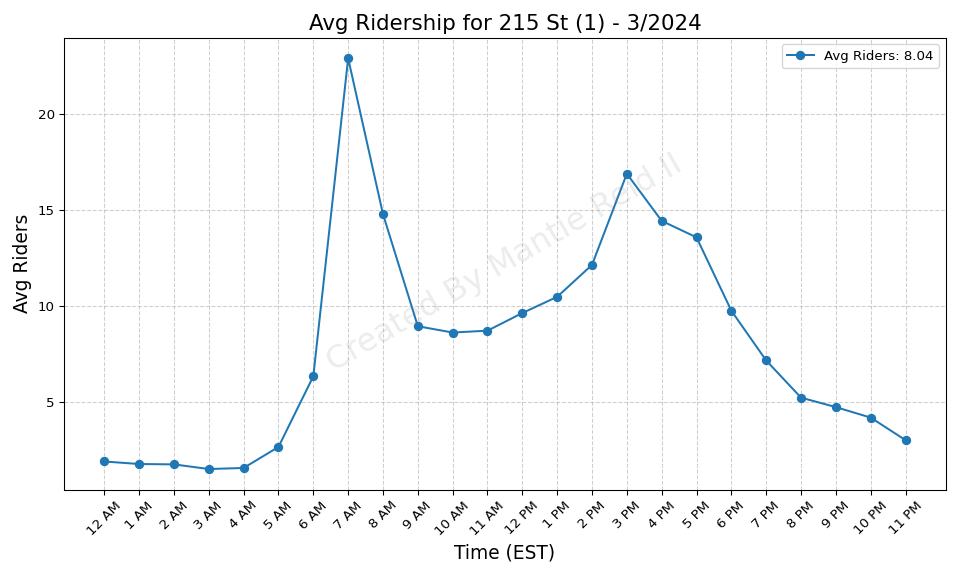 Avg Ridership for 215 St (1) - 3/2024
Avg Riders: 8.04
Avg Riders
20
15
10
5
Created By Mantie Reid II
12 AM
1 AM
2 AM
3 AM
4 AM
5 AM
6 AM
7 AM
8 AM
9 AM
10 AM
11 AM
12 PM
1 PM
2 PM
3 PM
4 PM
5 PM
6 PM
7 PM
8 PM
9 PM
10 PM
11 PM
Time (EST)